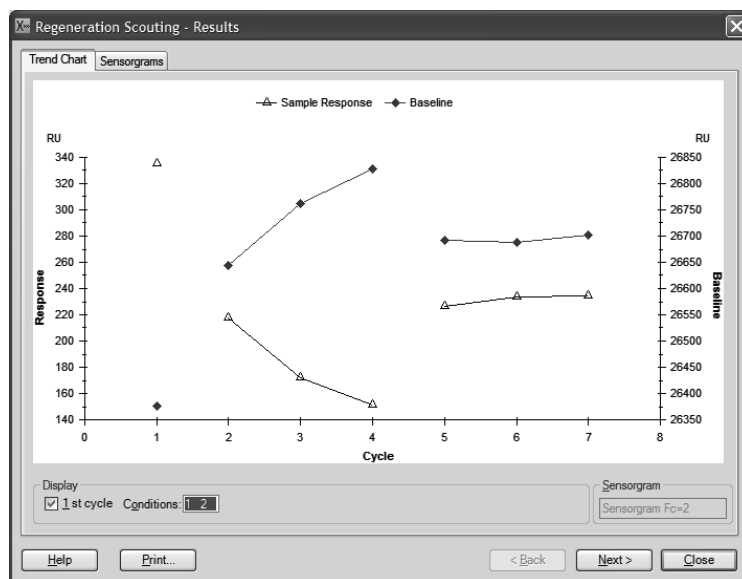 Regeneration Scouting - Results
Trend Chart Sensorgrams
Sample Response Baseline
RU RU
340 26850
320 26800
300 26750
280 26700
260 26650
240 26600
220 26550
200 26500
180 26450
160 26400
140 26350
Response
Baseline
0 1 2 3 4 5 6 7 8
Cycle
Display
1 st cycle Conditions: 1 2
Sensorgram
Sensorgram Fc=2
Help Print... < Back Next > Close